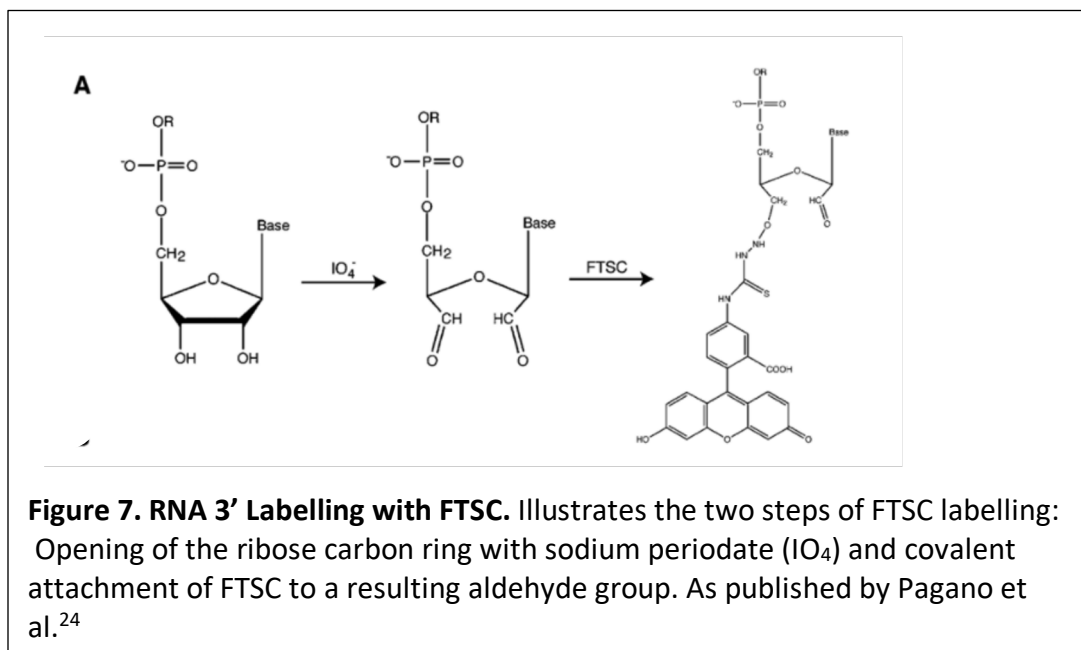 A
OR
⁻O—P=O
O
CH₂
Base
O
OH
OH
IO₄⁻
OR
⁻O—P=O
O
CH₂
Base
O
CH
HC
O
O
FTSC
OR
⁻O—P=O
O
CH₂
Base
O
CH₂
HC
O
O
NH
HN
HN
S
COOH
HO
O
O
Figure 7. RNA 3’ Labelling with FTSC. Illustrates the two steps of FTSC labelling:
Opening of the ribose carbon ring with sodium periodate (IO₄) and covalent
attachment of FTSC to a resulting aldehyde group. As published by Pagano et
al.²⁴